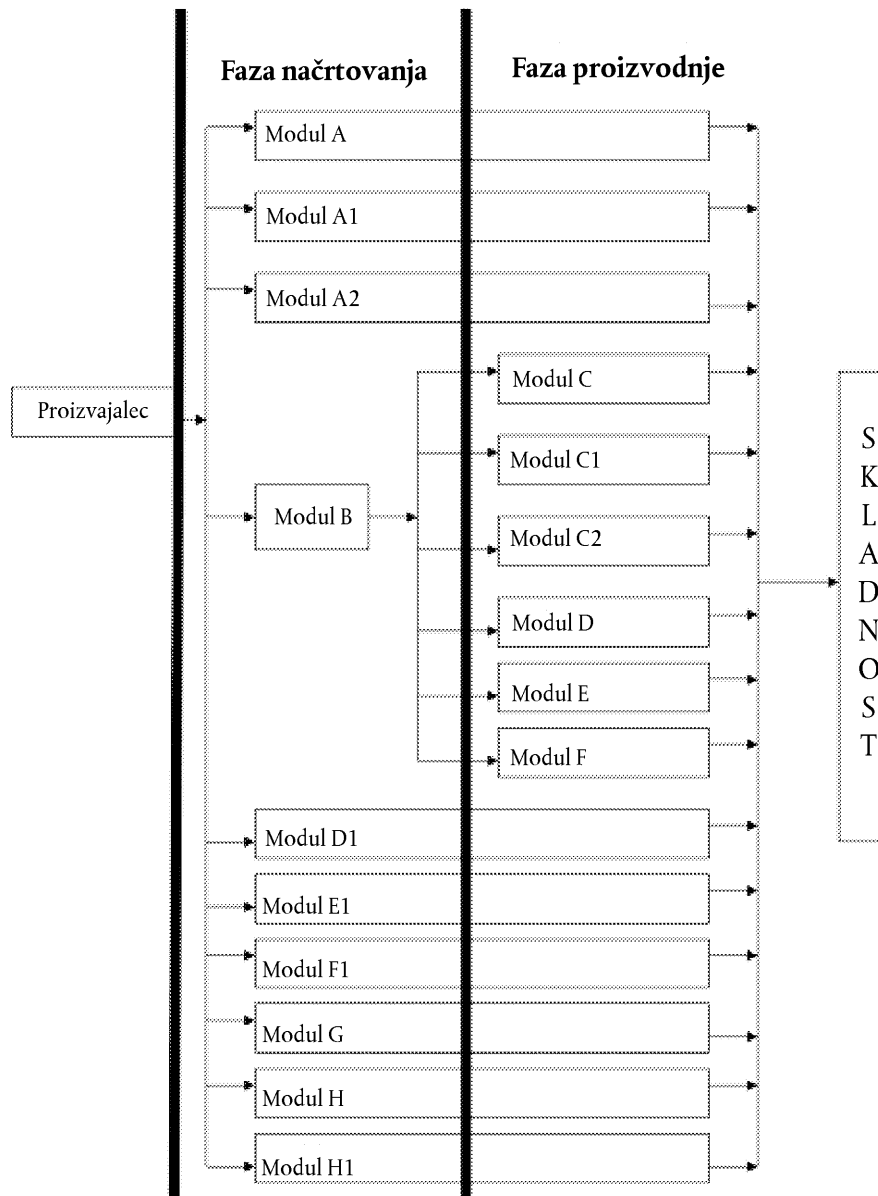 Faza načrtovanja
Faza proizvodnje
Modul A
Modul A1
Modul A2
Proizvajalec
Modul B
Modul C
Modul C1
Modul C2
Modul D
Modul E
Modul F
Modul D1
Modul E1
Modul F1
Modul G
Modul H
Modul H1
S
K
L
A
D
N
O
S
T